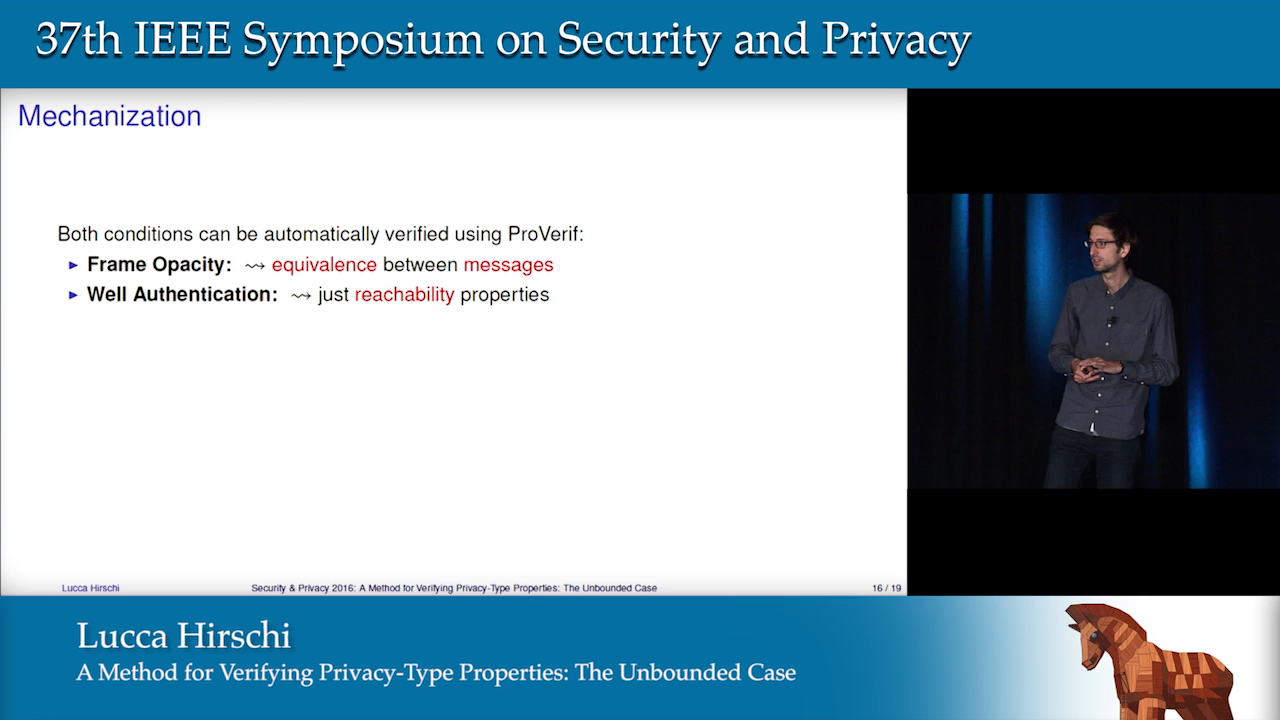 37th IEEE Symposium on Security and Privacy
Mechanization
Both conditions can be automatically verified using ProVerif:
▶ Frame Opacity: ⇝ equivalence between messages
▶ Well Authentication: ⇝ just reachability properties
Lucca Hirschi Security & Privacy 2016: A Method for Verifying Privacy-Type Properties: The Unbounded Case 16 / 19
Lucca Hirschi
A Method for Verifying Privacy-Type Properties: The Unbounded Case